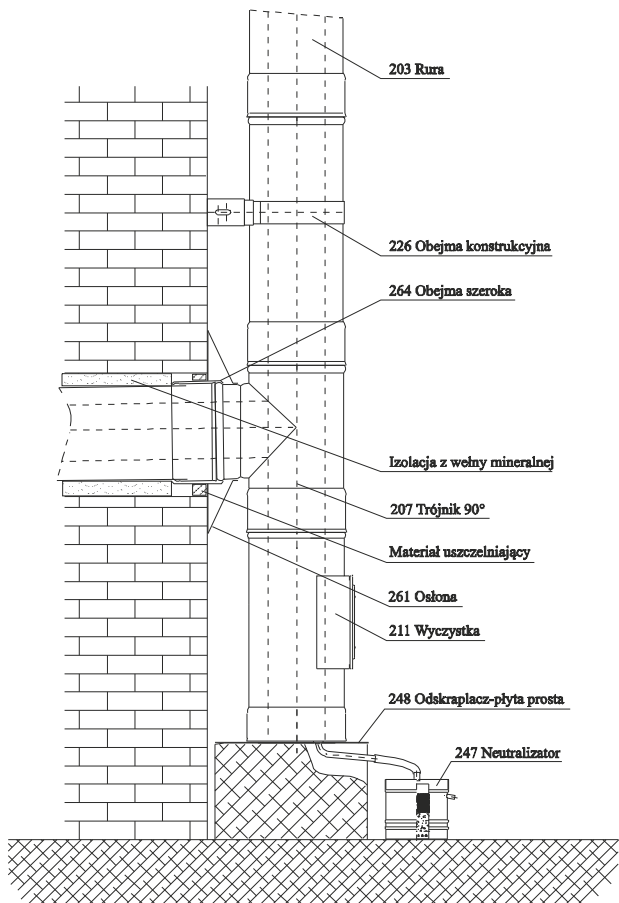 203 Rura
226 Obejma konstrukcyjna
264 Obejma szeroka
Izolacja z wełny mineralnej
207 Trójnik 90°
Materiał uszczelniający
261 Osłona
211 Wyczystka
248 Odskraplacz-płyta prosta
247 Neutralizator